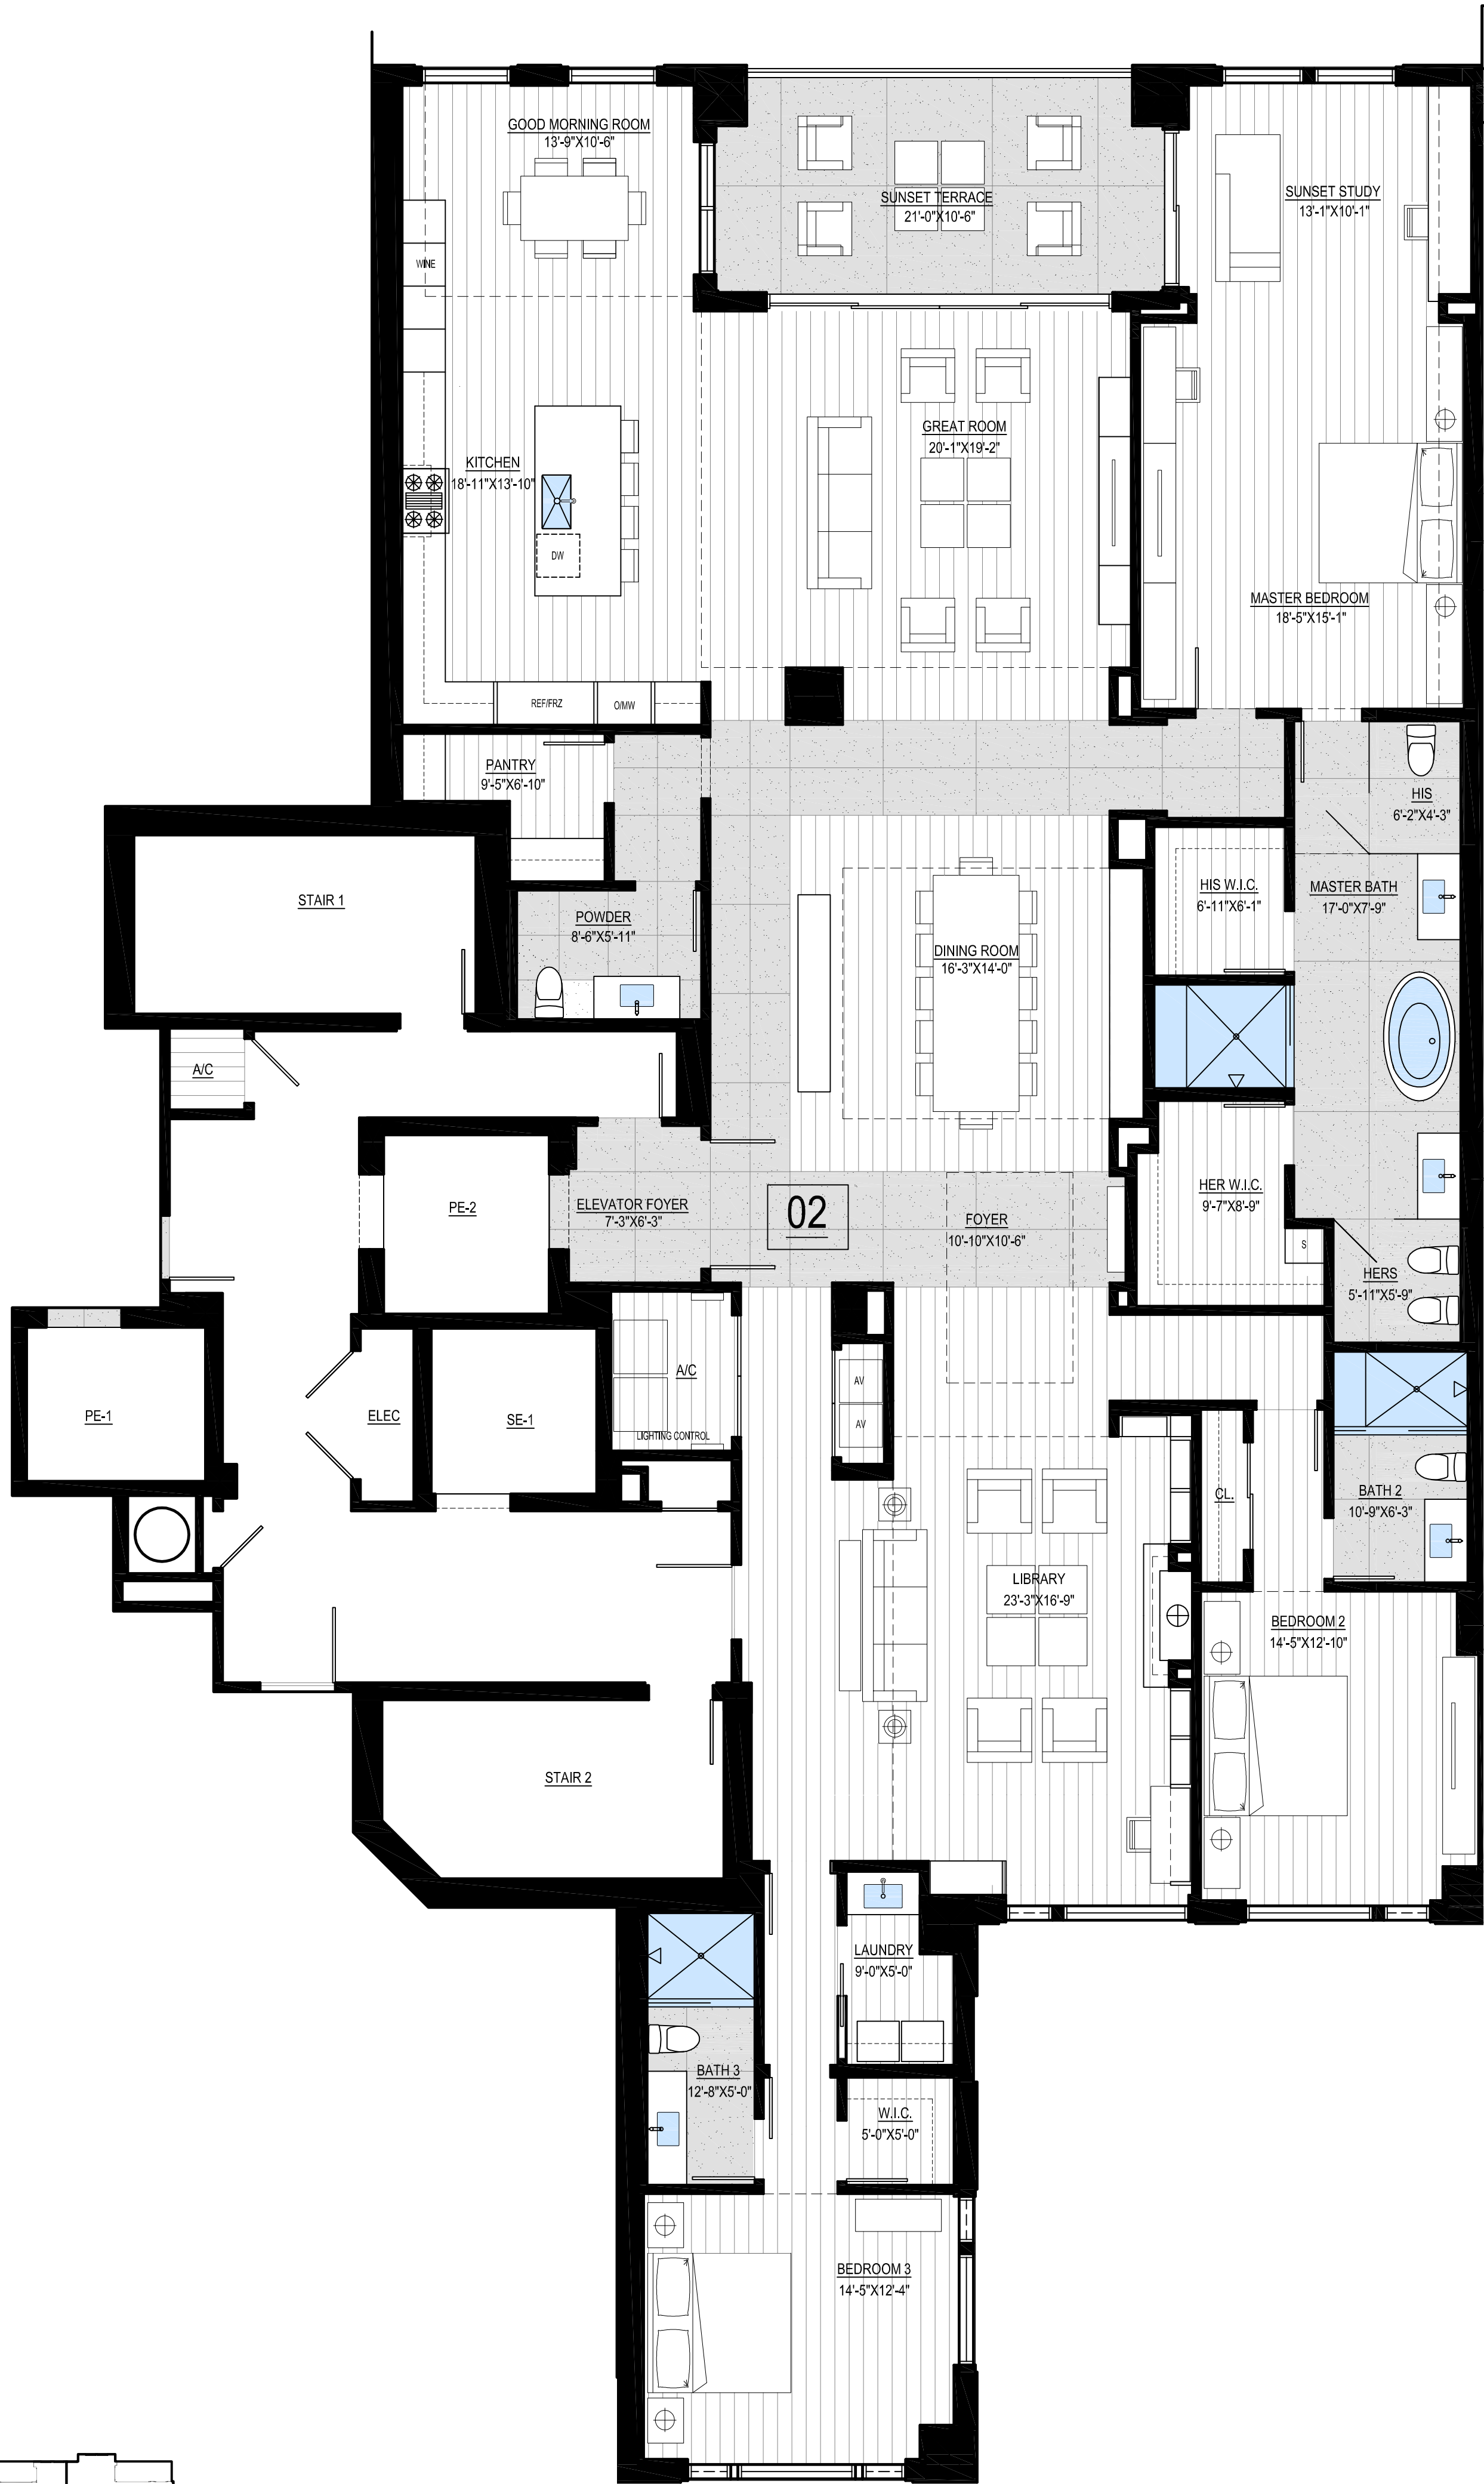 GOOD MORNING ROOM
13'-9"X10'-6"
SUNSET TERRACE
21'-0"X10'-6"
SUNSET STUDY
13'-1"X10'-1"
WINE
GREAT ROOM
20'-1"X19'-2"
KITCHEN
18'-11"X13'-10"
DW
MASTER BEDROOM
18'-5"X15'-1"
REF/FRZ
O/MW
PANTRY
9'-5"X6'-10"
HIS
6'-2"X4'-3"
STAIR 1
POWDER
8'-6"X5'-11"
HIS W.I.C.
6'-11"X6'-1"
MASTER BATH
17'-0"X7'-9"
DINING ROOM
16'-3"X14'-0"
A/C
PE-2
ELEVATOR FOYER
7'-3"X6'-3"
02
FOYER
10'-10"X10'-6"
HER W.I.C.
9'-7"X8'-9"
S
HERS
5'-11"X5'-9"
PE-1
ELEC
SE-1
A/C
LIGHTING CONTROL
AV
AV
CL.
BATH 2
10'-9"X6'-3"
LIBRARY
23'-3"X16'-9"
BEDROOM 2
14'-5"X12'-10"
STAIR 2
LAUNDRY
9'-0"X5'-0"
BATH 3
12'-8"X5'-0"
W.I.C.
5'-0"X5'-0"
BEDROOM 3
14'-5"X12'-4"